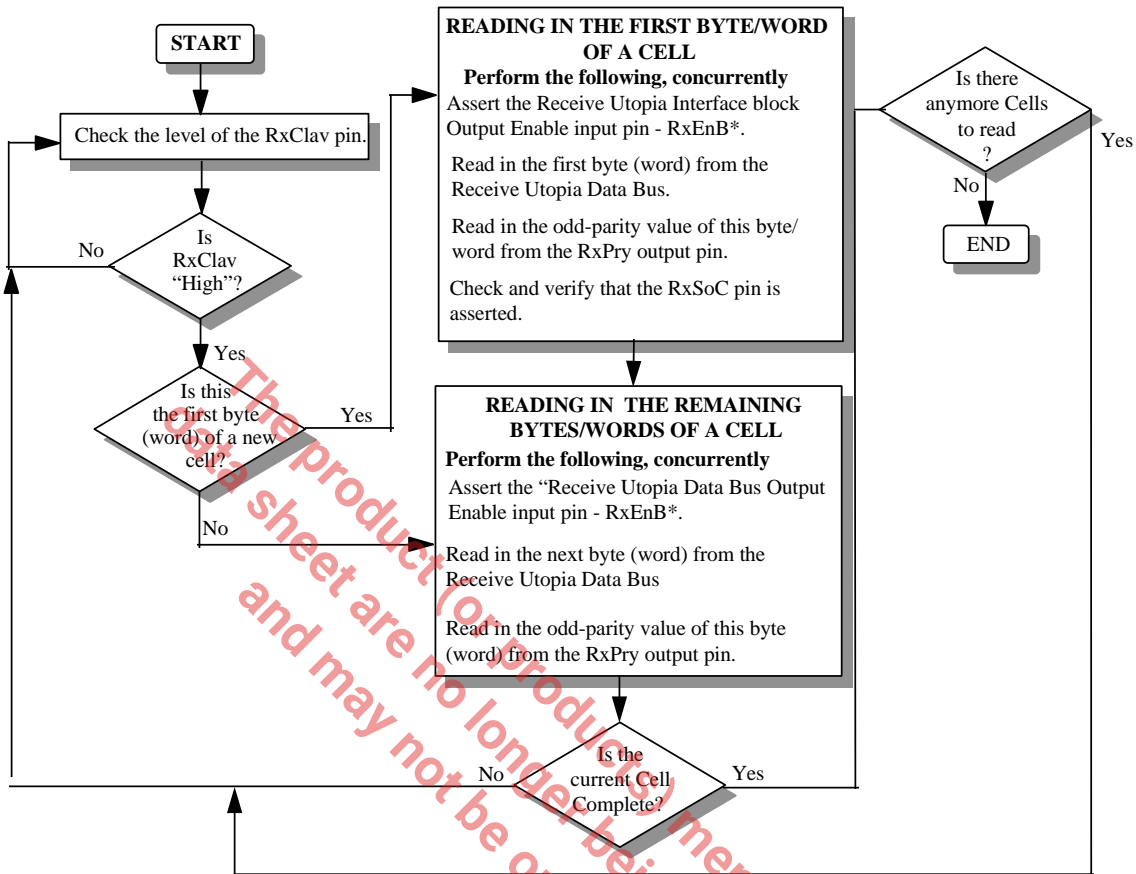 START
Check the level of the RxClav pin.
Is
RxClav
“High”?
No
Yes
Is this
the first byte
(word) of a new
cell?
Yes
No
READING IN THE FIRST BYTE/WORD
OF A CELL
Perform the following, concurrently
Assert the Receive Utopia Interface block
Output Enable input pin - RxEnB*.
Read in the first byte (word) from the
Receive Utopia Data Bus.
Read in the odd-parity value of this byte/
word from the RxPry output pin.
Check and verify that the RxSoC pin is
asserted.
READING IN THE REMAINING
BYTES/WORDS OF A CELL
Perform the following, concurrently
Assert the “Receive Utopia Data Bus Output
Enable input pin - RxEnB*.
Read in the next byte (word) from the
Receive Utopia Data Bus
Read in the odd-parity value of this byte
(word) from the RxPry output pin.
Is the
current Cell
Complete?
No
Yes
Is there
anymore Cells
to read
?
Yes
No
END
The product (or products)
data sheet are no longer
and may not be